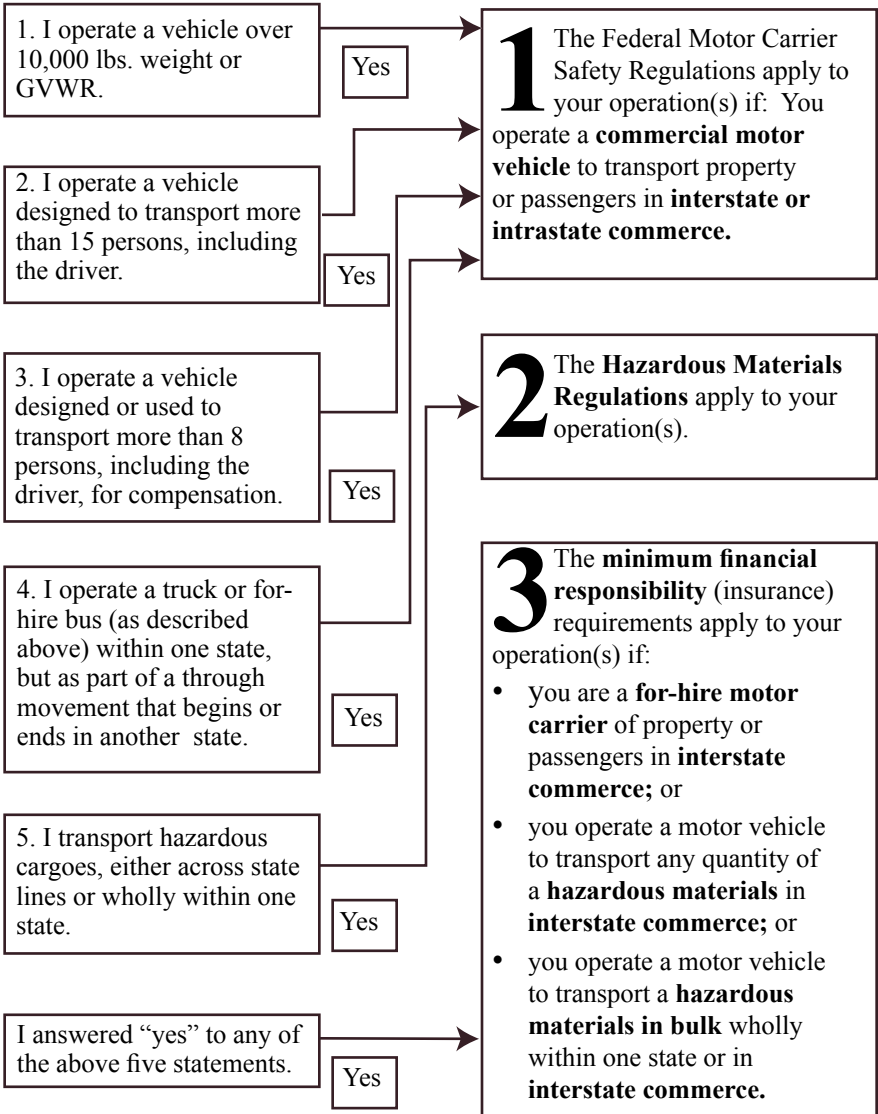 1. I operate a vehicle over
10,000 lbs. weight or
GVWR.
Yes
2. I operate a vehicle
designed to transport more
than 15 persons, including
the driver.
Yes
3. I operate a vehicle
designed or used to
transport more than 8
persons, including the
driver, for compensation.
Yes
4. I operate a truck or for-
hire bus (as described
above) within one state,
but as part of a through
movement that begins or
ends in another state.
Yes
5. I transport hazardous
cargoes, either across state
lines or wholly within one
state.
Yes
I answered “yes” to any of
the above five statements.
Yes
1 The Federal Motor Carrier
Safety Regulations apply to
your operation(s) if: You
operate a commercial motor
vehicle to transport property
or passengers in interstate or
intrastate commerce.
2 The Hazardous Materials
Regulations apply to your
operation(s).
3 The minimum financial
responsibility (insurance)
requirements apply to your
operation(s) if:
• you are a for-hire motor
carrier of property or
passengers in interstate
commerce; or
• you operate a motor vehicle
to transport any quantity of
a hazardous materials in
interstate commerce; or
• you operate a motor vehicle
to transport a hazardous
materials in bulk wholly
within one state or in
interstate commerce.